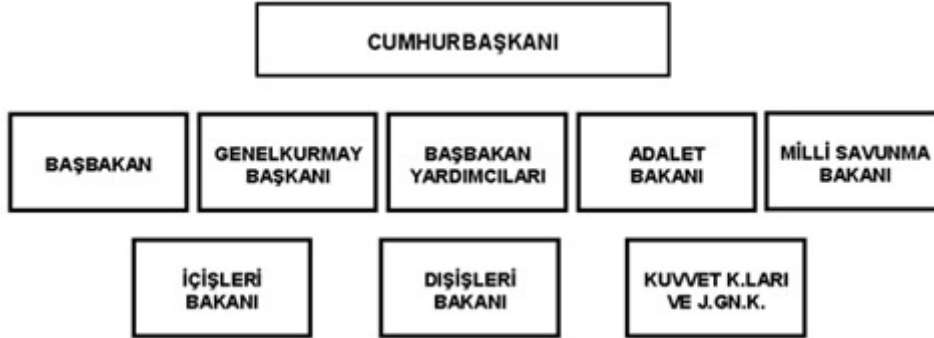 CUMHURBAŞKANI
BAŞBAKAN
GENELKURMAY
BAŞKANI
BAŞBAKAN
YARDIMCILARI
ADALET
BAKANI
MİLLİ SAVUNMA
BAKANI
İÇİŞLERİ
BAKANI
DIŞİŞLERİ
BAKANI
KUVVET K.LARI
VE J.GN.K.